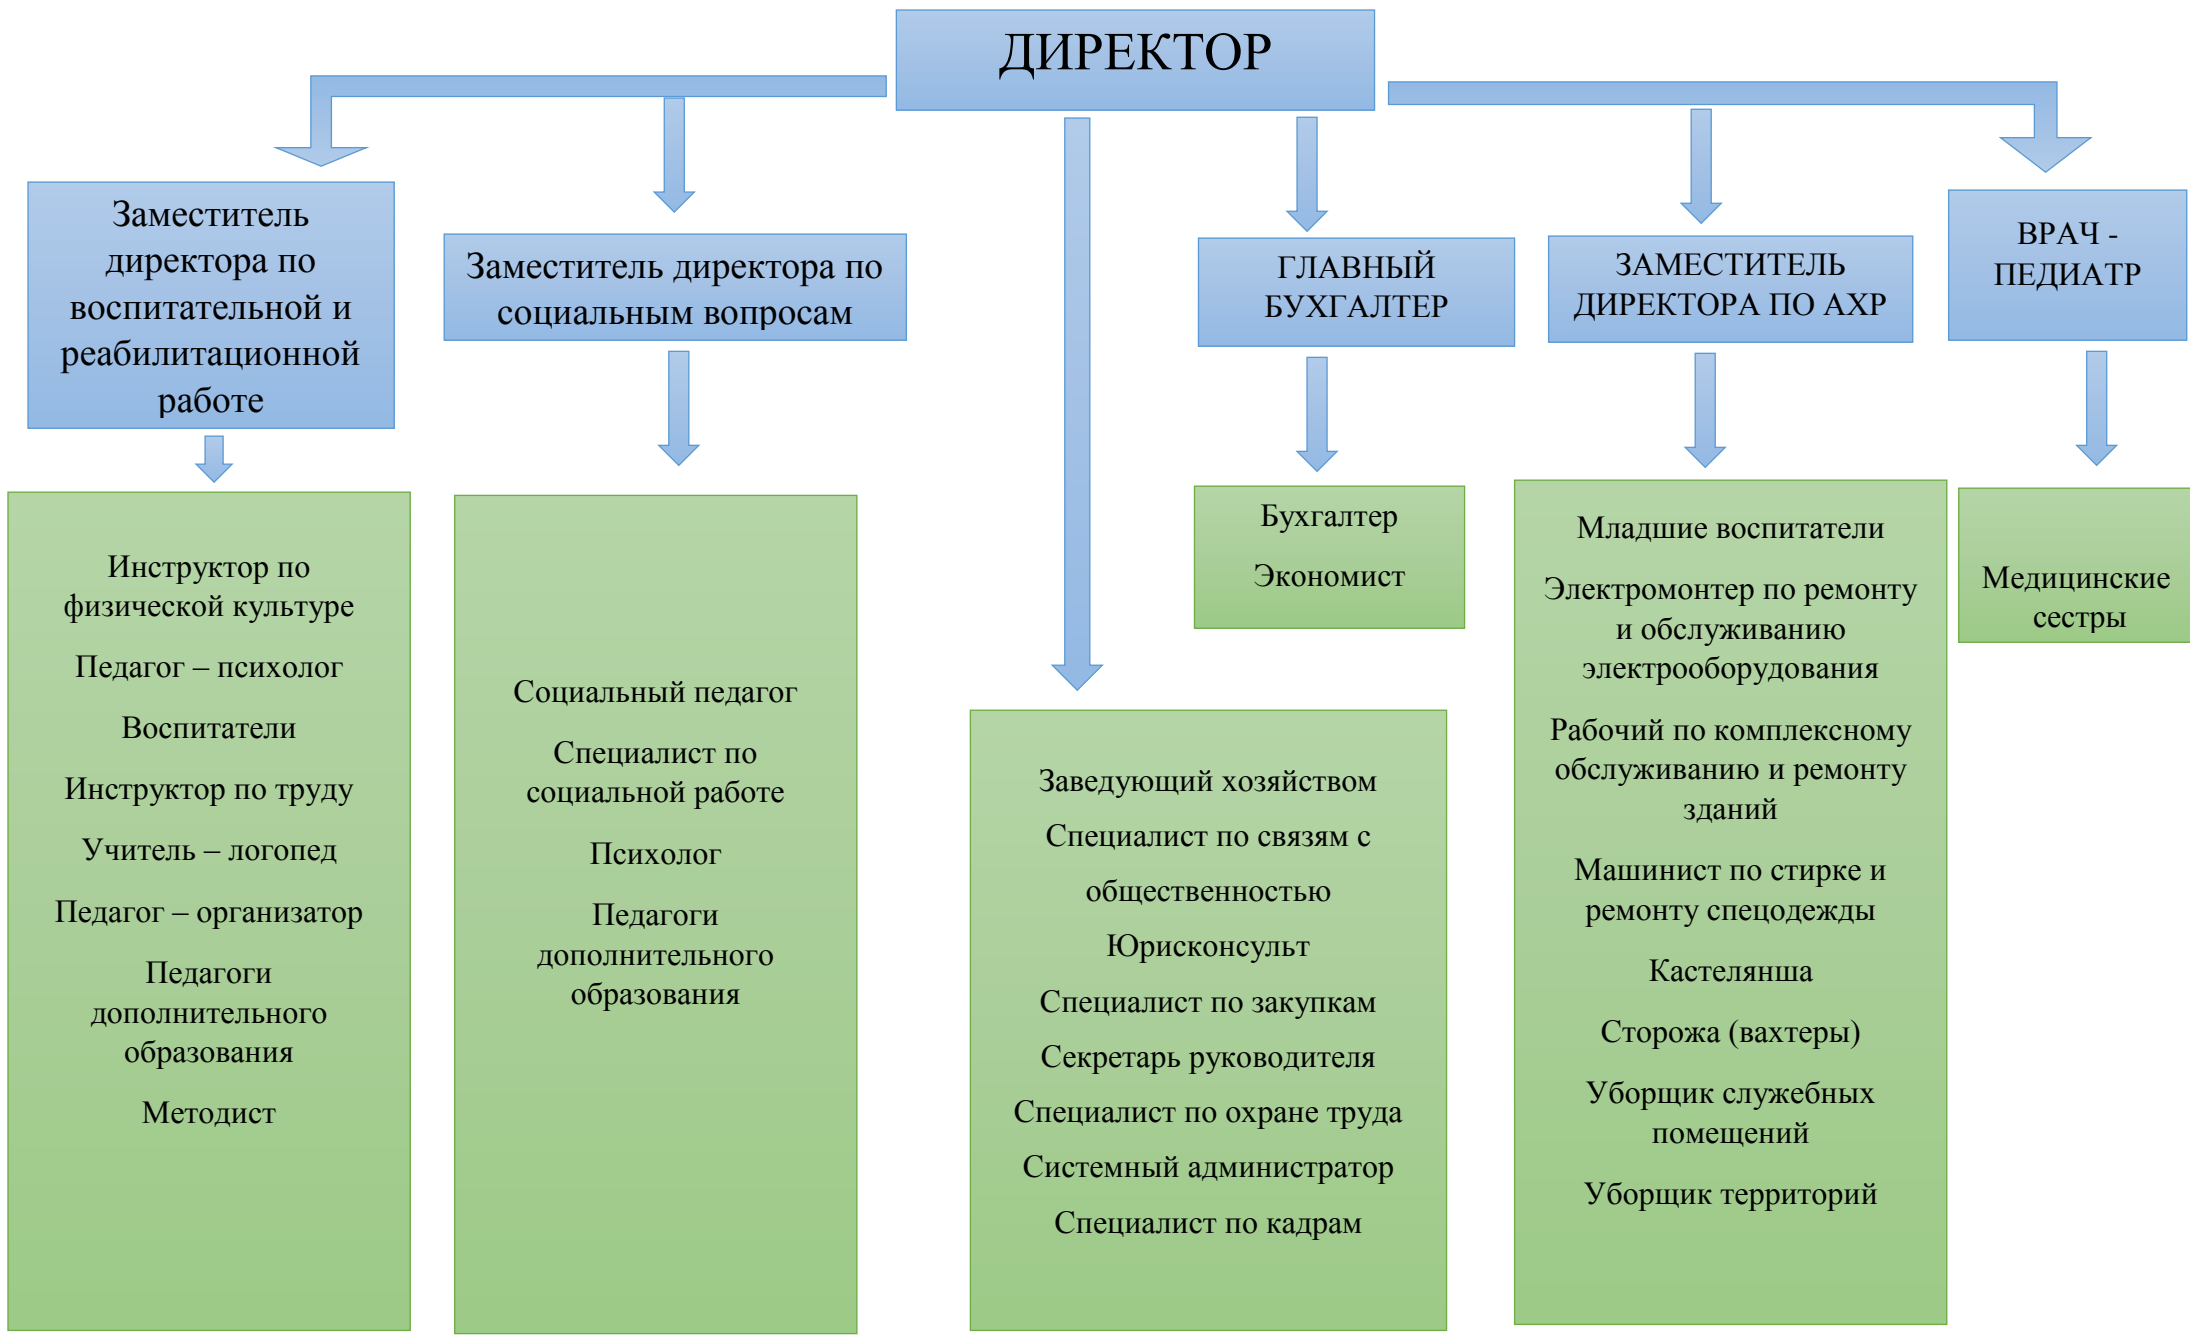 ДИРЕКТОР
Заместитель
директора по
воспитательной и
реабилитационной
работе
Заместитель директора по
социальным вопросам
ГЛАВНЫЙ
БУХГАЛТЕР
ЗАМЕСТИТЕЛЬ
ДИРЕКТОРА ПО АХР
ВРАЧ -
ПЕДИАТР
Инструктор по
физической культуре
Педагог – психолог
Воспитатели
Инструктор по труду
Учитель – логопед
Педагог – организатор
Педагоги
дополнительного
образования
Методист
Социальный педагог
Специалист по
социальной работе
Психолог
Педагоги
дополнительного
образования
Заведующий хозяйством
Специалист по связям с
общественностью
Юрисконсульт
Специалист по закупкам
Секретарь руководителя
Специалист по охране труда
Системный администратор
Специалист по кадрам
Бухгалтер
Экономист
Младшие воспитатели
Электромонтер по ремонту
и обслуживанию
электрооборудования
Рабочий по комплексному
обслуживанию и ремонту
зданий
Машинист по стирке и
ремонту спецодежды
Кастелянша
Сторожа (вахтеры)
Уборщик служебных
помещений
Уборщик территорий
Медицинские
сестры